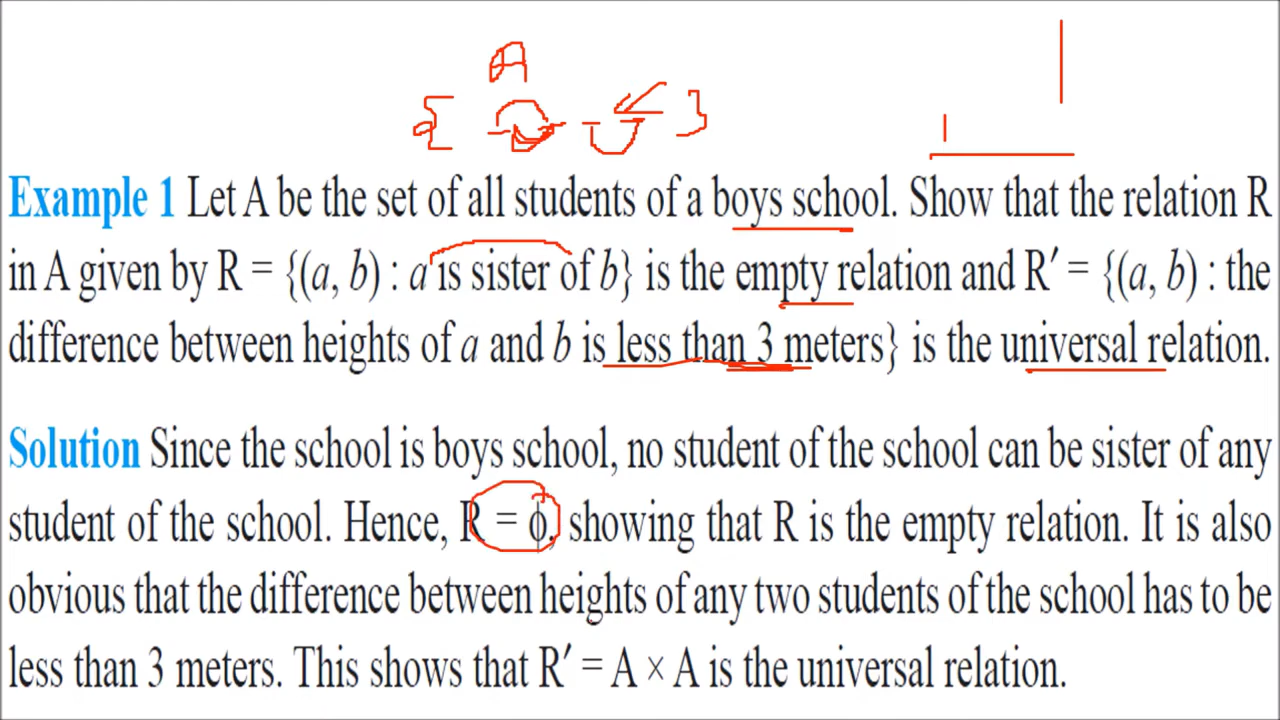 A
{ }
Example 1 Let A be the set of all students of a boys school. Show that the relation R
in A given by R = {(a, b) : a is sister of b} is the empty relation and R′ = {(a, b) : the
difference between heights of a and b is less than 3 meters} is the universal relation.
Solution Since the school is boys school, no student of the school can be sister of any
student of the school. Hence, R = ϕ, showing that R is the empty relation. It is also
obvious that the difference between heights of any two students of the school has to be
less than 3 meters. This shows that R′ = A × A is the universal relation.